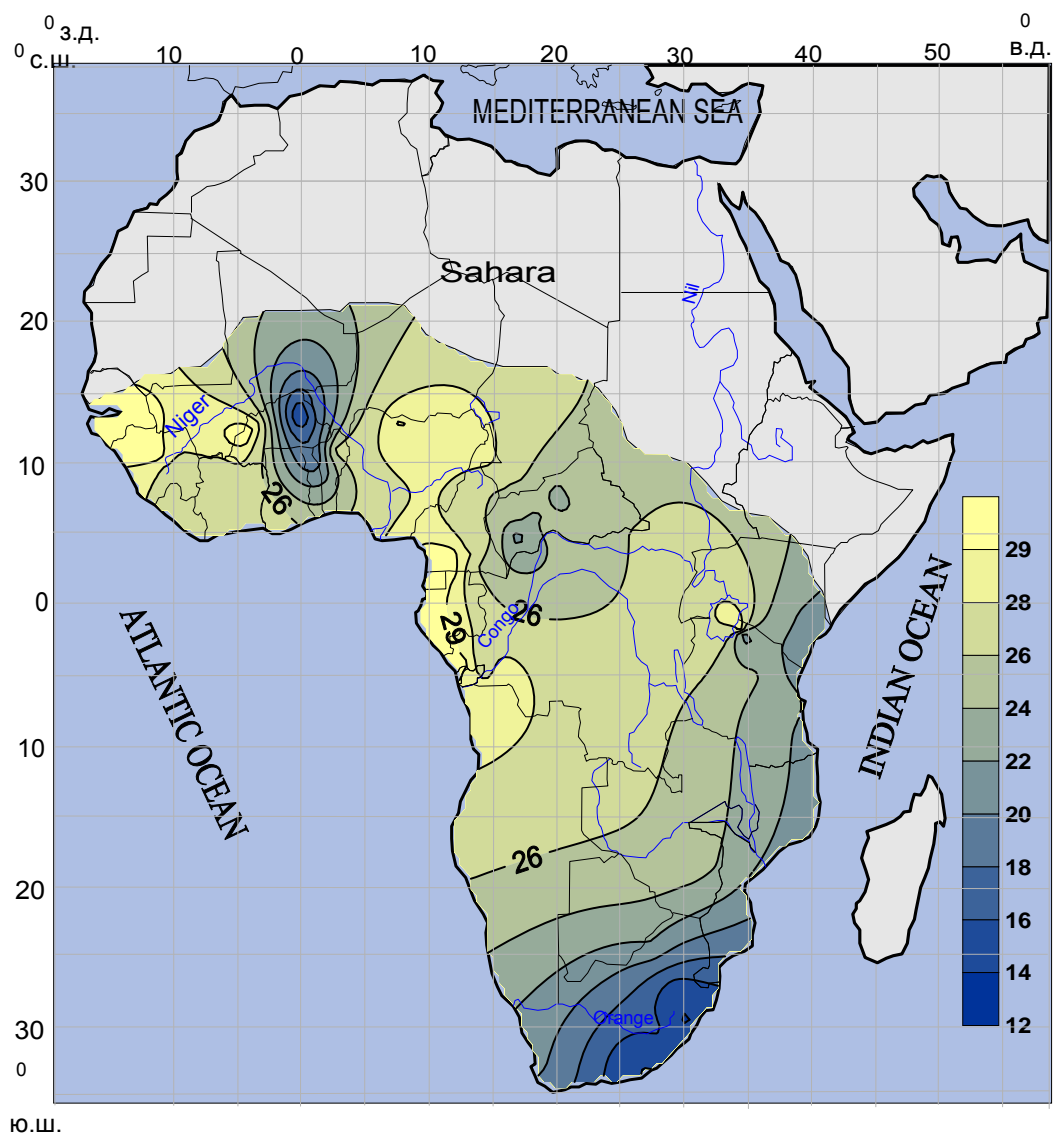 0 з.д.
0
0 с.ш.
10 0 10 20 30 40 50 в.д.
MEDITERRANEAN SEA
30
Sahara
Nil
20
Niger
10
26
29
28
26
24
22
20
18
16
14
12
0
26
29
Congo
ATLANTIC OCEAN
INDIAN OCEAN
10
26
20
Orange
30
0
ю.ш.